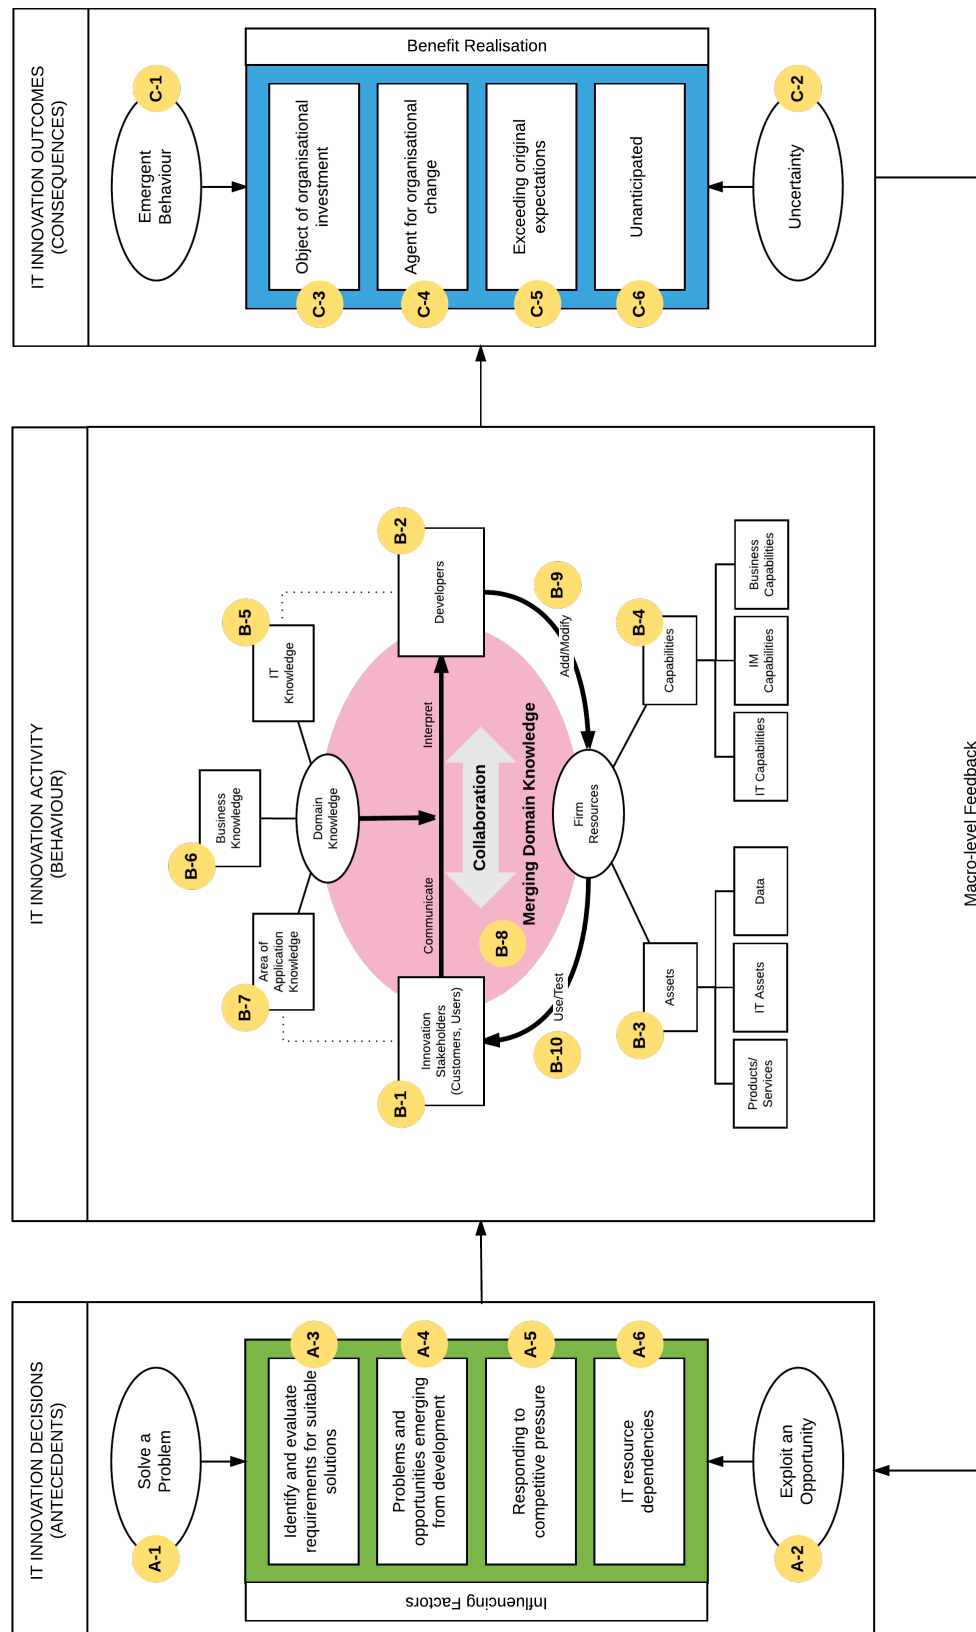 IT INNOVATION DECISIONS
(ANTECEDENTS)
A-1
Solve a
Problem
Influencing Factors
A-3
Identify and evaluate
requirements for suitable
solutions
A-4
Problems and
opportunities emerging
from development
A-5
Responding to
competitive pressure
A-6
IT resource
dependencies
A-2
Exploit an
Opportunity
IT INNOVATION ACTIVITY
(BEHAVIOUR)
B-7
Area of
Application
Knowledge
B-6
Business
Knowledge
B-5
IT
Knowledge
Domain
Knowledge
B-1
Innovation
Stakeholders
(Customers, Users)
Communicate
Interpret
B-2
Developers
Collaboration
B-8
Merging Domain Knowledge
B-10
Use/Test
B-9
Add/Modify
Firm
Resources
B-3
Assets
B-4
Capabilities
Products/
Services
IT Assets
Data
IT Capabilities
IM
Capabilities
Business
Capabilities
IT INNOVATION OUTCOMES
(CONSEQUENCES)
C-1
Emergent
Behaviour
Benefit Realisation
C-3
Object of organisational
investment
C-4
Agent for organisational
change
C-5
Exceeding original
expectations
C-6
Unanticipated
C-2
Uncertainty
Macro-level Feedback